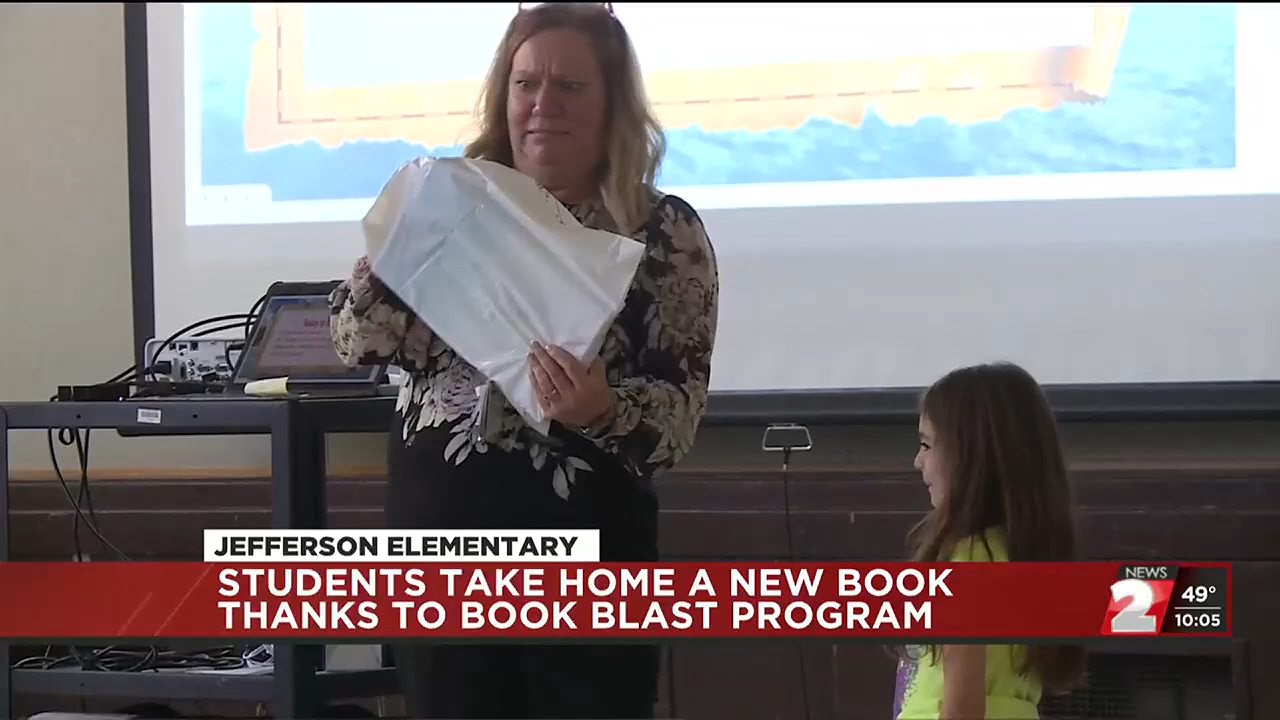 JEFFERSON ELEMENTARY
STUDENTS TAKE HOME A NEW BOOK
THANKS TO BOOK BLAST PROGRAM
NEWS
2
49°
10:05